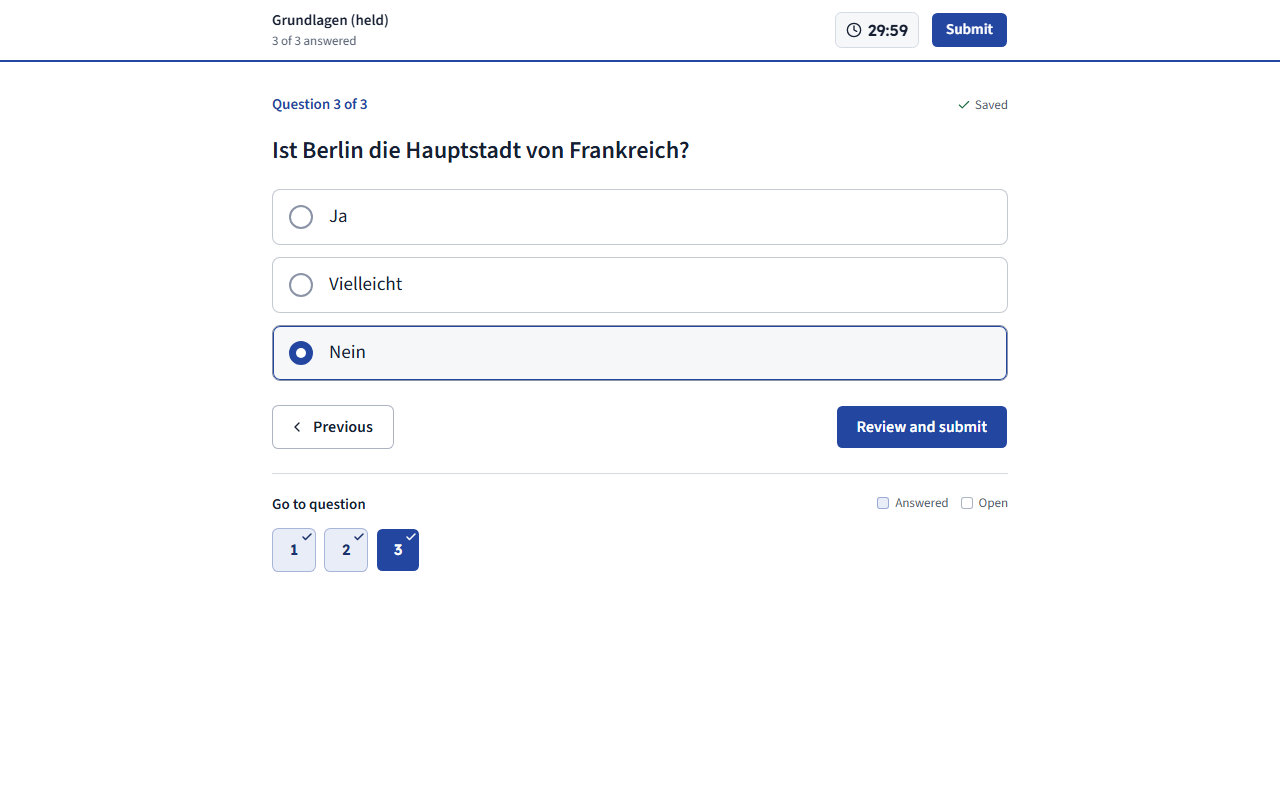 Grundlagen (held)
3 of 3 answered
29:59
Submit
Question 3 of 3
Saved
Ist Berlin die Hauptstadt von Frankreich?
Ja
Vielleicht
Nein
Previous
Review and submit
Go to question
Answered
Open
1
2
3